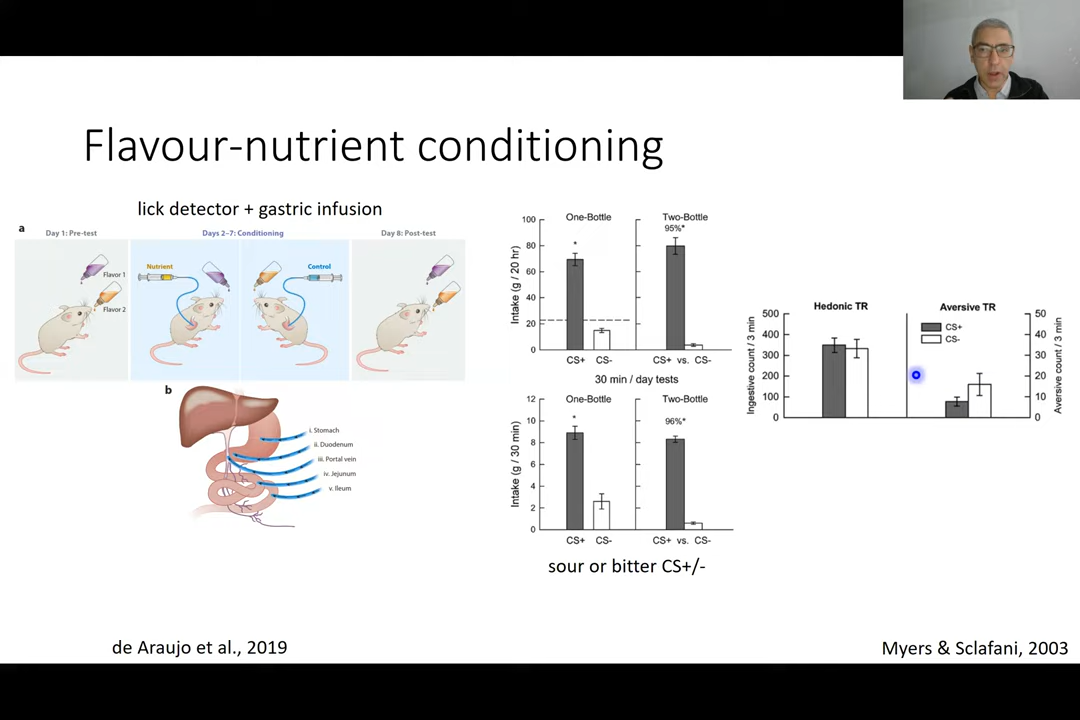 Flavour-nutrient conditioning
lick detector + gastric infusion
a
Day 1: Pre-test
Days 2–7: Conditioning
Day 8: Post-test
Flavor 1
Flavor 2
Nutrient
Control
b
i. Stomach
ii. Duodenum
iii. Portal vein
iv. Jejunum
v. Ileum
Intake (g / 20 hr)
100
80
60
40
20
0
One-Bottle
*
CS+ CS-
Two-Bottle
95%*
CS+ vs. CS-
30 min / day tests
Intake (g / 30 min)
12
10
8
6
4
2
0
One-Bottle
*
CS+ CS-
Two-Bottle
96%*
CS+ vs. CS-
sour or bitter CS+/-
Hedonic TR
Ingestive count / 3 min
500
400
300
200
100
0
Aversive TR
CS+
CS-
50
40
30
20
10
0
Aversive count / 3 min
de Araujo et al., 2019
Myers & Sclafani, 2003